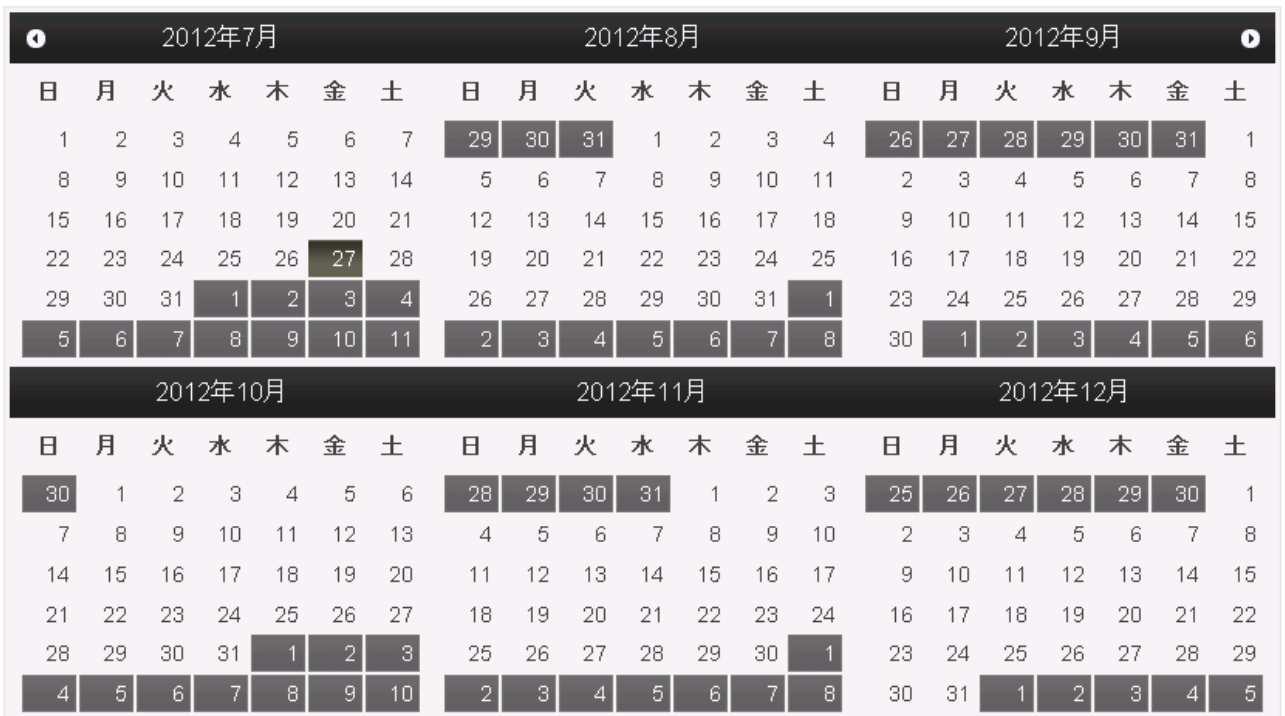 2012年7月 2012年8月 2012年9月
日 月 火 水 木 金 土 日 月 火 水 木 金 土 日 月 火 水 木 金 土
1 2 3 4 5 6 7 29 30 31 1 2 3 4 26 27 28 29 30 31 1
8 9 10 11 12 13 14 5 6 7 8 9 10 11 2 3 4 5 6 7 8
15 16 17 18 19 20 21 12 13 14 15 16 17 18 9 10 11 12 13 14 15
22 23 24 25 26 27 28 19 20 21 22 23 24 25 16 17 18 19 20 21 22
29 30 31 1 2 3 4 26 27 28 29 30 31 1 23 24 25 26 27 28 29
5 6 7 8 9 10 11 2 3 4 5 6 7 8 30 1 2 3 4 5 6
2012年10月 2012年11月 2012年12月
日 月 火 水 木 金 土 日 月 火 水 木 金 土 日 月 火 水 木 金 土
30 1 2 3 4 5 6 28 29 30 31 1 2 3 25 26 27 28 29 30 1
7 8 9 10 11 12 13 4 5 6 7 8 9 10 2 3 4 5 6 7 8
14 15 16 17 18 19 20 11 12 13 14 15 16 17 9 10 11 12 13 14 15
21 22 23 24 25 26 27 18 19 20 21 22 23 24 16 17 18 19 20 21 22
28 29 30 31 1 2 3 25 26 27 28 29 30 1 23 24 25 26 27 28 29
4 5 6 7 8 9 10 2 3 4 5 6 7 8 30 31 1 2 3 4 5